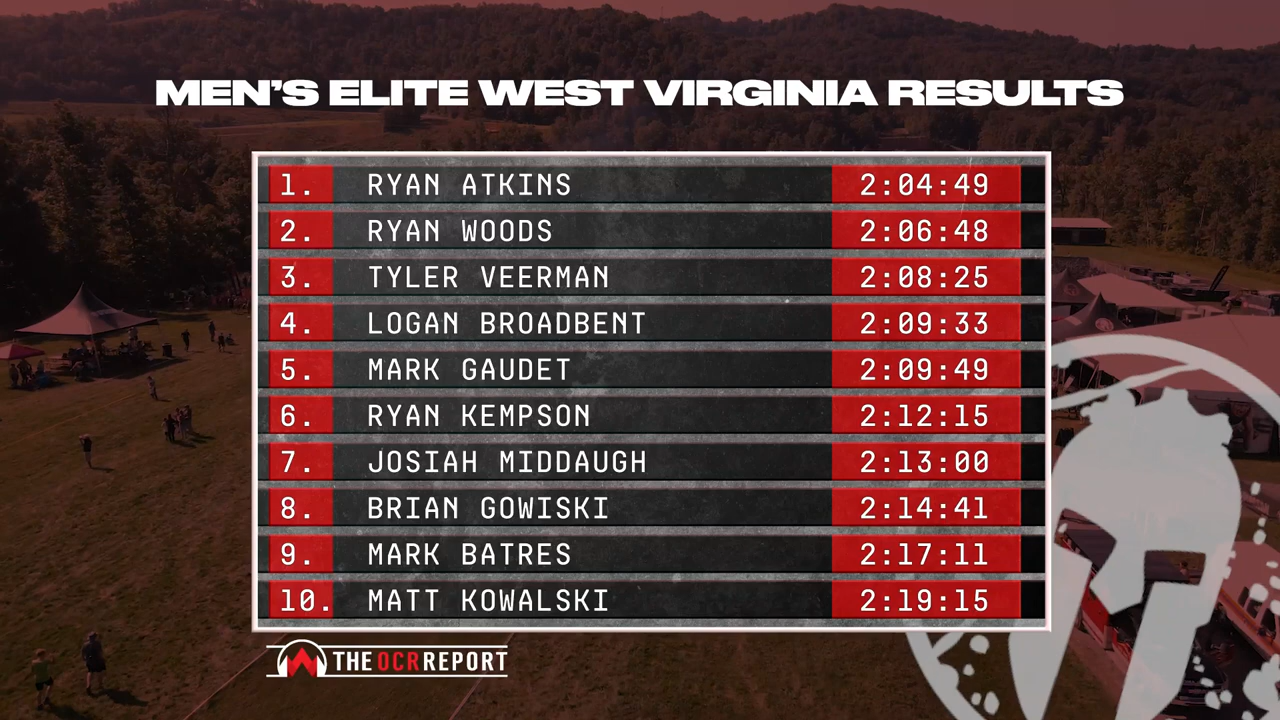 MEN'S ELITE WEST VIRGINIA RESULTS
1. RYAN ATKINS 2:04:49
2. RYAN WOODS 2:06:48
3. TYLER VEERMAN 2:08:25
4. LOGAN BROADBENT 2:09:33
5. MARK GAUDET 2:09:49
6. RYAN KEMPSON 2:12:15
7. JOSIAH MIDDAUGH 2:13:00
8. BRIAN GOWISKI 2:14:41
9. MARK BATRES 2:17:11
10. MATT KOWALSKI 2:19:15
THE OCR REPORT